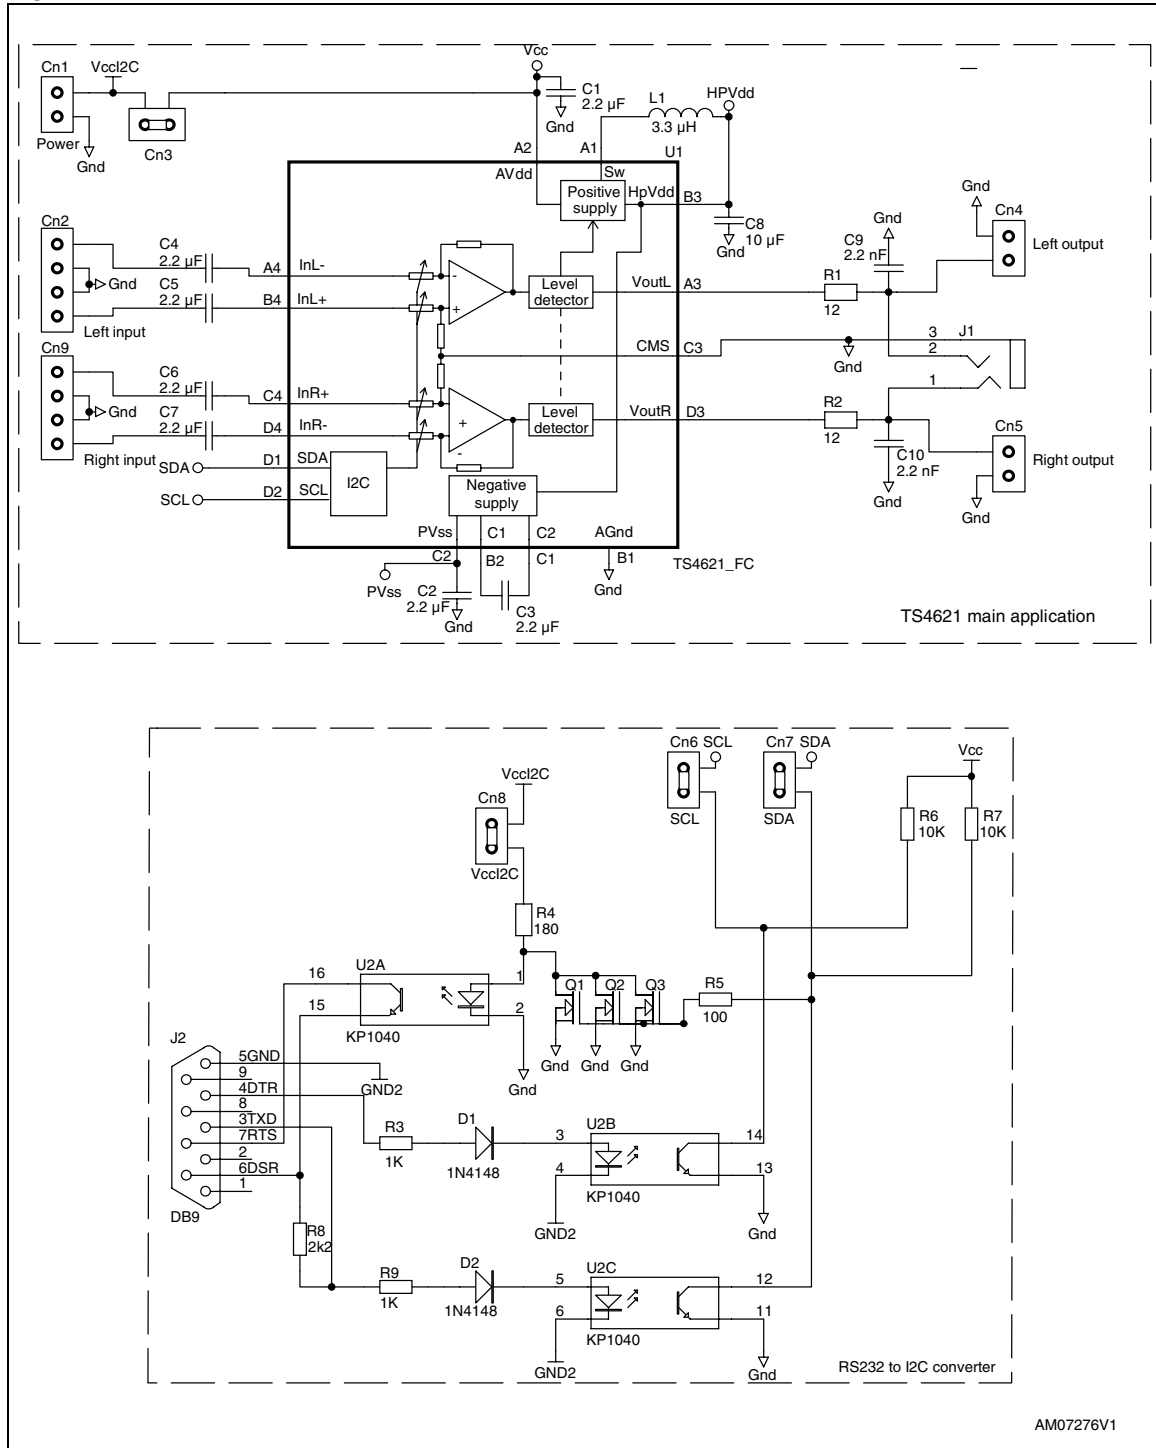 Vcc
Cn1
VccI2C
C1
2.2 µF
Gnd
L1
3.3 µH
HPVdd
Power
Gnd
Cn3
A2
A1
U1
AVdd
Sw
Positive
supply
HpVdd
B3
C8
10 µF
Gnd
Cn2
C4
2.2 µF
A4
InL-
Gnd
C5
2.2 µF
B4
InL+
Left input
-
+
Level
detector
VoutL
A3
R1
12
C9
2.2 nF
Gnd
Gnd
Cn4
Left output
CMS
C3
Gnd
3
J1
2
1
Cn9
C6
2.2 µF
C4
InR+
Gnd
C7
2.2 µF
D4
InR-
Right input
+
-
Level
detector
VoutR
D3
R2
12
C10
2.2 nF
Gnd
Cn5
Right output
Gnd
SDA
D1
SDA
SCL
D2
SCL
I2C
Negative
supply
PVss
C1
C2
AGnd
C2
B2
C1
B1
TS4621_FC
PVss
C2
2.2 µF
Gnd
C3
2.2 µF
Gnd
TS4621 main application
Cn6
SCL
Cn7
SDA
Vcc
VccI2C
Cn8
SCL
SDA
R6
10K
R7
10K
VccI2C
R4
180
U2A
16
15
1
2
KP1040
Q1
Q2
Q3
R5
100
Gnd
Gnd
Gnd
Gnd
J2
5GND
9
4DTR
8
3TXD
7RTS
2
6DSR
1
DB9
GND2
R3
1K
D1
1N4148
U2B
3
4
14
13
KP1040
GND2
Gnd
R8
2k2
R9
1K
D2
1N4148
U2C
5
6
12
11
KP1040
GND2
Gnd
RS232 to I2C converter
AM07276V1